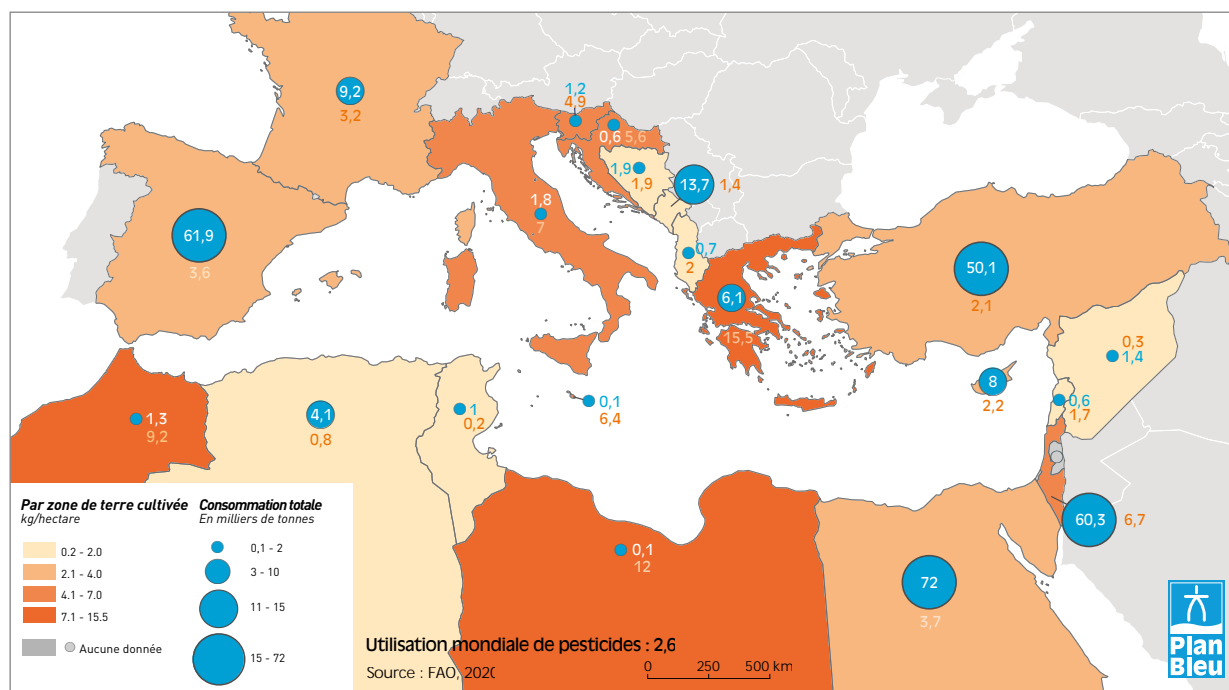 9,2
3,2
1,2
4,9
0,6 5,6
1,9
1,9
13,7 1,4
1,8
7
61,9
3,6
0,7
2
6,1
15,5
50,1
2,1
0,3
1,4
8
2,2
0,6
1,7
1,3
9,2
4,1
0,8
1
0,2
0,1
6,4
60,3 6,7
0,1
12
72
3,7
Par zone de terre cultivée
kg/hectare
0.2 - 2.0
2.1 - 4.0
4.1 - 7.0
7.1 - 15.5
Aucune donnée
Consommation totale
En milliers de tonnes
0,1 - 2
3 - 10
11 - 15
15 - 72
Utilisation mondiale de pesticides : 2,6
Source : FAO, 2020
0 250 500 km
Plan
Bleu